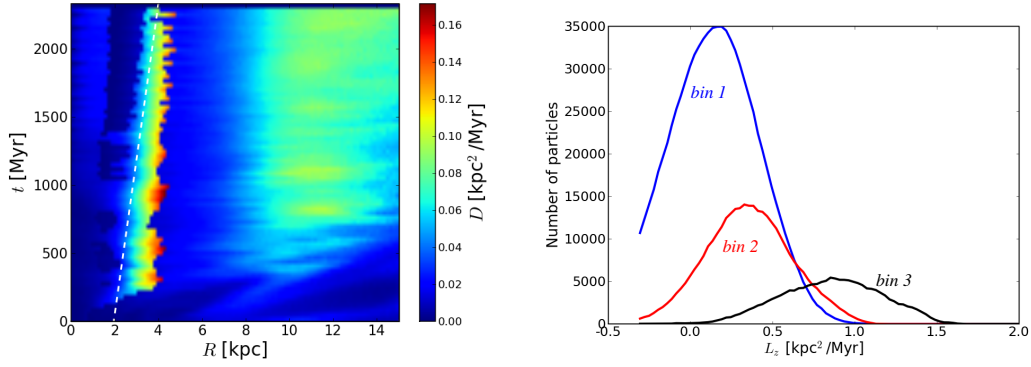 2000
1500
1000
500
0
t [Myr]
0 2 4 6 8 10 12 14
R [kpc]
0.16
0.14
0.12
0.10
0.08
0.06
0.04
0.02
0.00
D [kpc² /Myr]
35000
30000
25000
20000
15000
10000
5000
0
Number of particles
bin 1
bin 2
bin 3
0.5 0.0 0.5 1.0 1.5 2.0
L_z [kpc² /Myr]